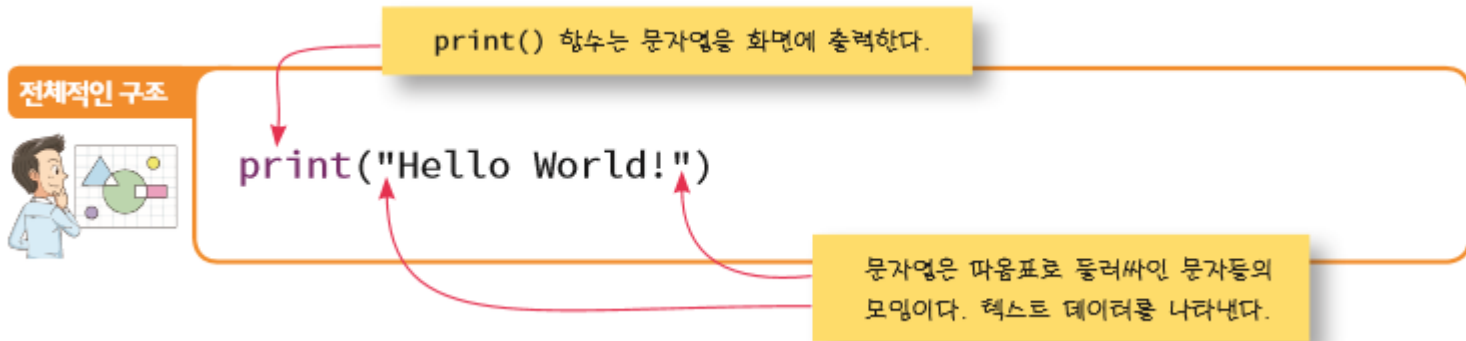 print() 함수는 문자열을 화면에 출력한다.
전체적인 구조
print("Hello World!")
문자열은 따옴표로 둘러싸인 문자들의
모임이다. 텍스트 데이터를 나타낸다.